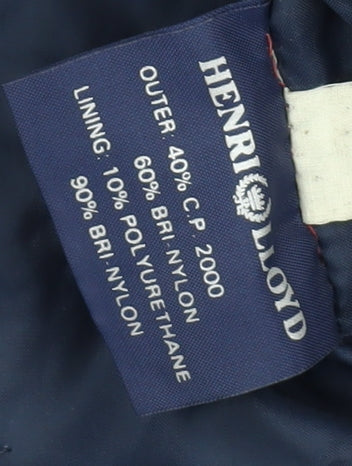 HENRI LLOYD
OUTER: 40% C.P. 2000
60% BRI-NYLON
LINING: 10% POLYURETHANE
90% BRI-NYLON